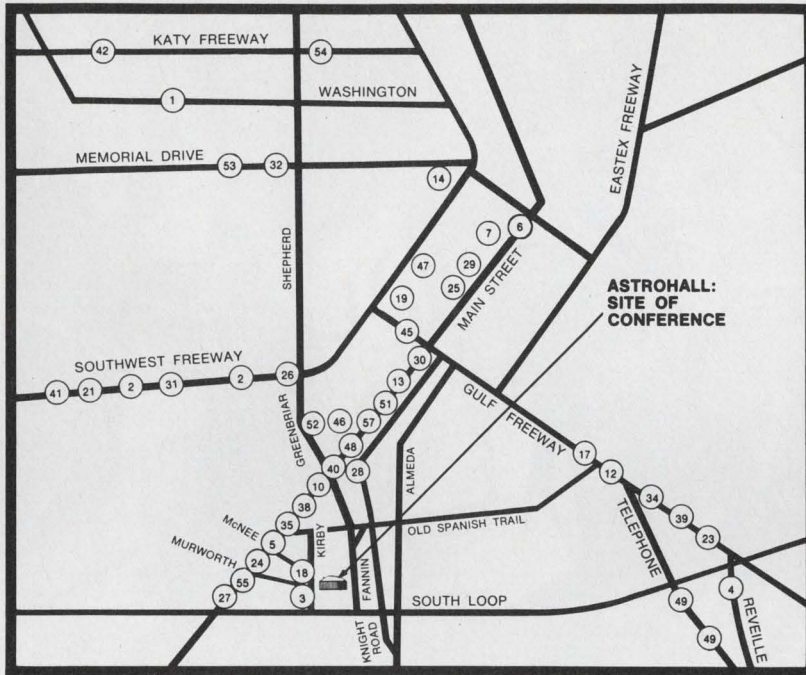 KATY FREEWAY
42
54
1
WASHINGTON
MEMORIAL DRIVE
53
32
14
EASTEX FREEWAY
SHEPHERD
6
7
29
47
25
19
MAIN STREET
ASTROHALL:
SITE OF
CONFERENCE
45
30
SOUTHWEST FREEWAY
41
21
2
31
2
26
13
51
57
46
52
48
GREENBRIAR
40
28
GULF FREEWAY
17
12
ALMEDA
10
38
35
34
39
23
TELEPHONE
OLD SPANISH TRAIL
McNEE
5
KIRBY
MURWORTH
24
18
55
27
3
FANNIN
SOUTH LOOP
KNIGHT
ROAD
4
49
49
REVEILLE